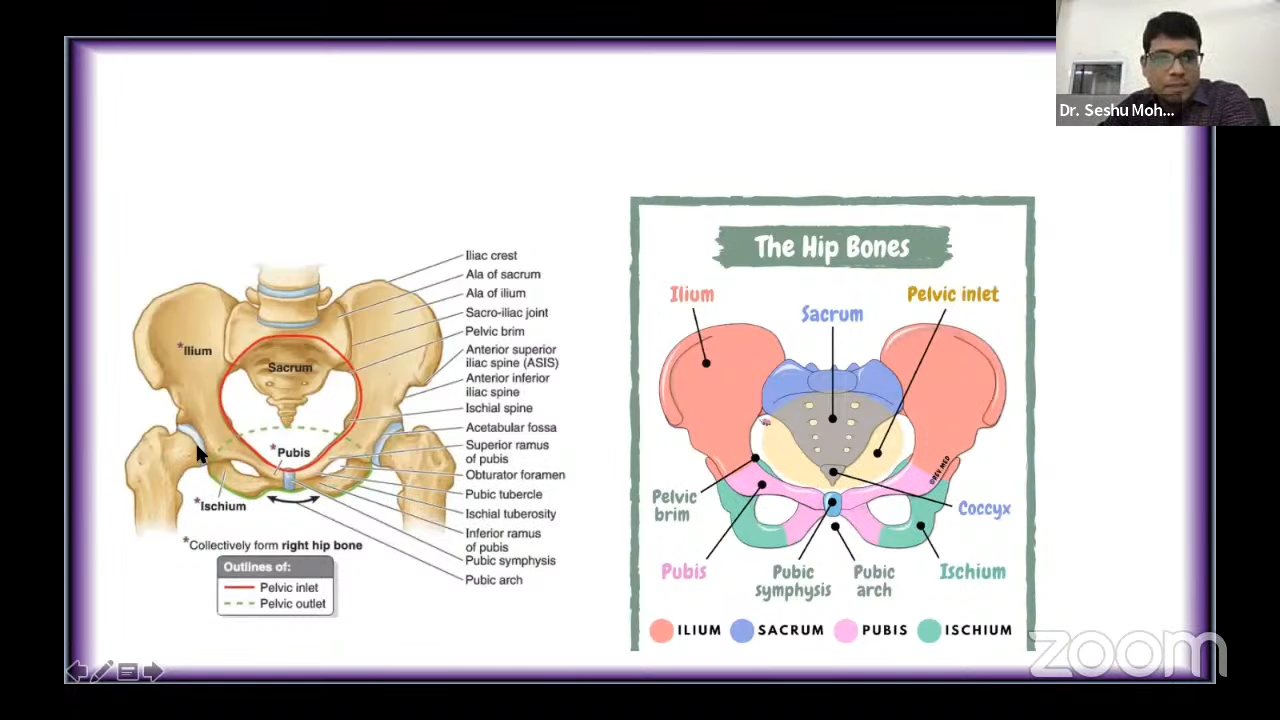 Dr. Seshu Moh...
Iliac crest
Ala of sacrum
Ala of ilium
Sacro-iliac joint
Pelvic brim
Anterior superior
iliac spine (ASIS)
Anterior inferior
iliac spine
Ischial spine
Acetabular fossa
Superior ramus
of pubis
Obturator foramen
Pubic tubercle
Ischial tuberosity
Inferior ramus
of pubis
Pubic symphysis
Pubic arch
*Ilium
Sacrum
*Pubis
*Ischium
*Collectively form right hip bone
Outlines of:
Pelvic inlet
Pelvic outlet
The Hip Bones
Ilium
Sacrum
Pelvic inlet
Pelvic
brim
Coccyx
Pubis
Pubic
symphysis
Pubic
arch
Ischium
ILIUM
SACRUM
PUBIS
ISCHIUM
zoom